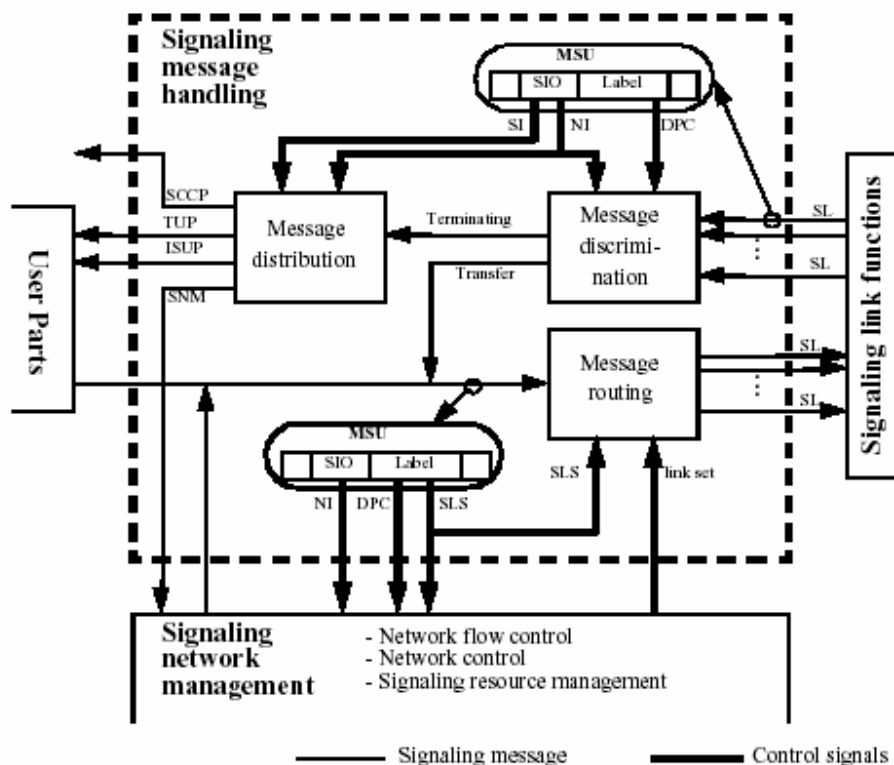 Signaling
message
handling
MSU
SIO
Label
SI
NI
DPC
SCCP
TUP
ISUP
SNM
Message
distribution
Terminating
Transfer
Message
discrimi-
nation
SL
SL
User Parts
Signaling link functions
Message
routing
SL
SL
MSU
SIO
Label
NI
DPC
SLS
SLS
link set
Signaling
network
management
- Network flow control
- Network control
- Signaling resource management
Signaling message
Control signals